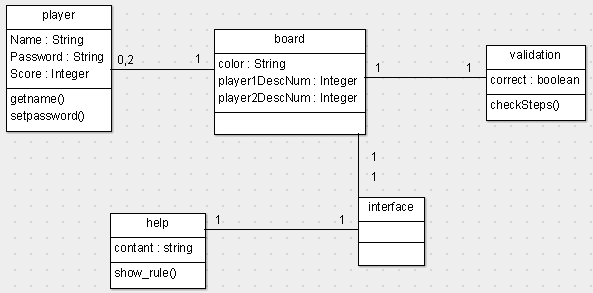 player
Name : String
Password : String
Score : Integer
getname()
setpassword()
0,2
1
board
color : String
player1DescNum : Integer
player2DescNum : Integer
1
1
validation
correct : boolean
checkSteps()
1
1
interface
help
contant : string
show_rule()
1
1